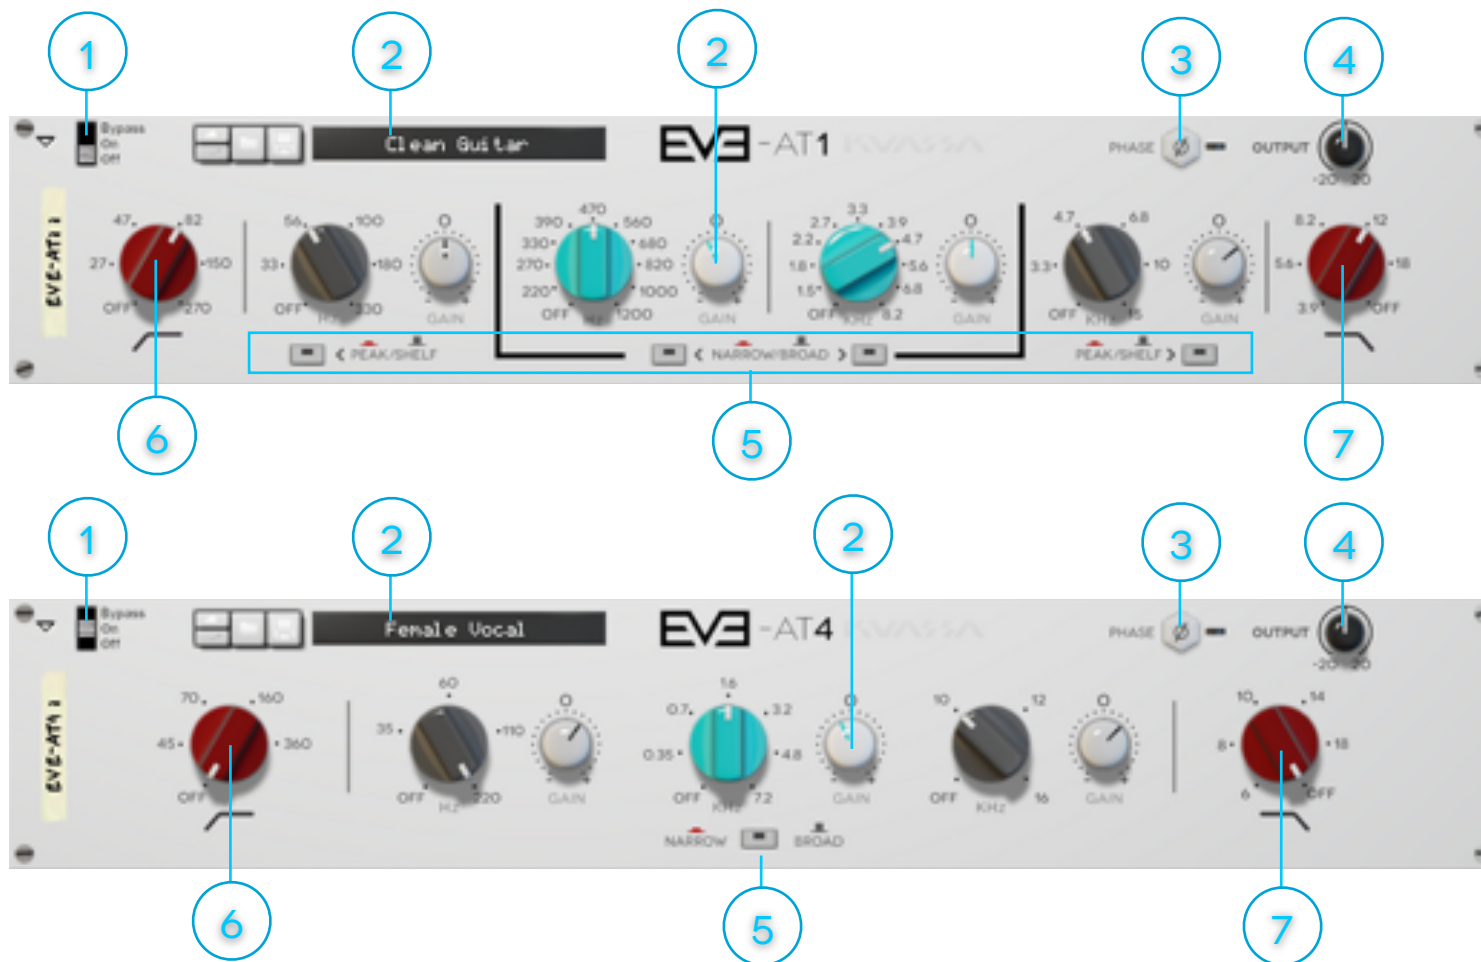 1 2 2 3 4
Bypass
On
Off
Clean Guitar
EVE-AT1 KVASSA
PHASE Ø
OUTPUT
-20 20
EVE-AT1
47 82
27 150
OFF 270
56 100
33 180
OFF Hz 330
0
GAIN
470
390 560
330 680
270 820
220 1000
OFF Hz 1200
0
GAIN
3.3
2.7 3.9
2.2 4.7
1.8 5.6
1.5 6.8
OFF KHz 8.2
0
GAIN
4.7 6.8
3.3 10
OFF KHz 15
0
GAIN
8.2 12
5.6 18
3.9 OFF
< PEAK/SHELF
< NARROW/BROAD >
PEAK/SHELF >
6 5 7
1 2 2 3 4
Bypass
On
Off
Female Vocal
EVE-AT4 KVASSA
PHASE Ø
OUTPUT
-20 20
EVE-AT4
70 160
45 360
OFF
60
35 110
OFF Hz 220
0
GAIN
1.6
0.7 3.2
0.35 4.8
OFF KHz 7.2
0
GAIN
10 12
OFF KHz 16
0
GAIN
10 14
8 18
6 OFF
NARROW BROAD
6 5 7